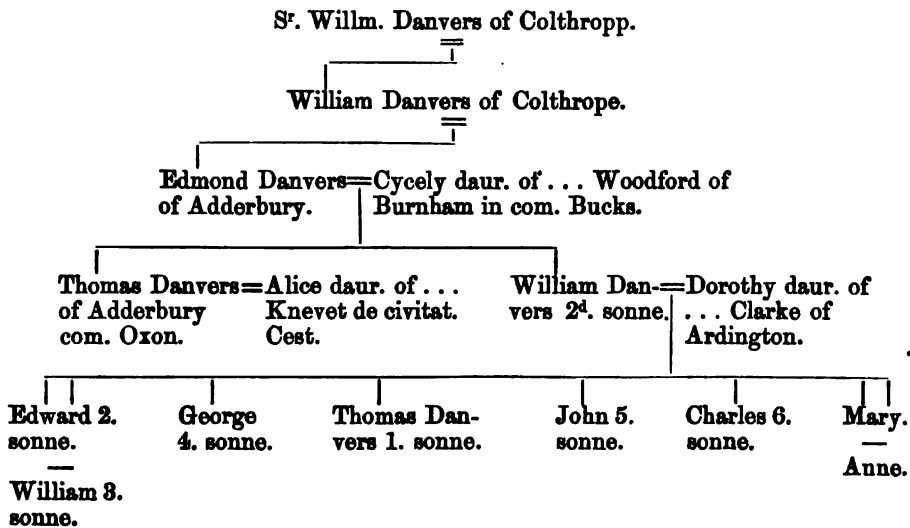 Sr. Willm. Danvers of Colthropp.
William Danvers of Colthrope.
Edmond Danvers=Cycely daur. of ... Woodford of
of Adderbury. Burnham in com. Bucks.
Thomas Danvers=Alice daur. of ...
of Adderbury Knevet de civitat.
com. Oxon. Cest.
William Dan-=Dorothy daur. of
vers 2d. sonne. ... Clarke of
Ardington.
Edward 2.
sonne.
William 3.
sonne.
George
4. sonne.
Thomas Dan-
vers 1. sonne.
John 5.
sonne.
Charles 6.
sonne.
Mary.
Anne.